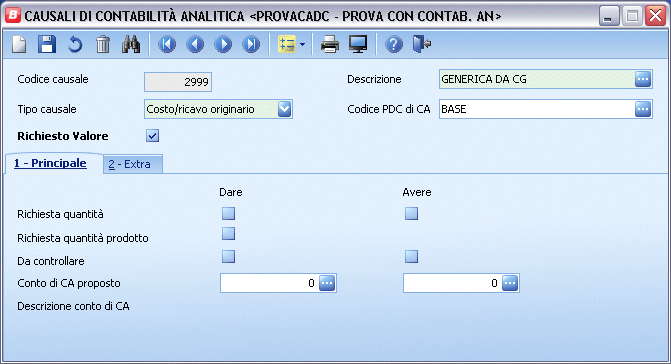 B CAUSALI DI CONTABILITÀ ANALITICA <PROVACADC - PROVA CON CONTAB. AN>
Codice causale 2999 Descrizione GENERICA DA CG
Tipo causale Costo/ricavo originario Codice PDC di CA BASE
Richiesto Valore
1 - Principale 2 - Extra
Dare Avere
Richiesta quantità
Richiesta quantità prodotto
Da controllare
Conto di CA proposto 0 0
Descrizione conto di CA